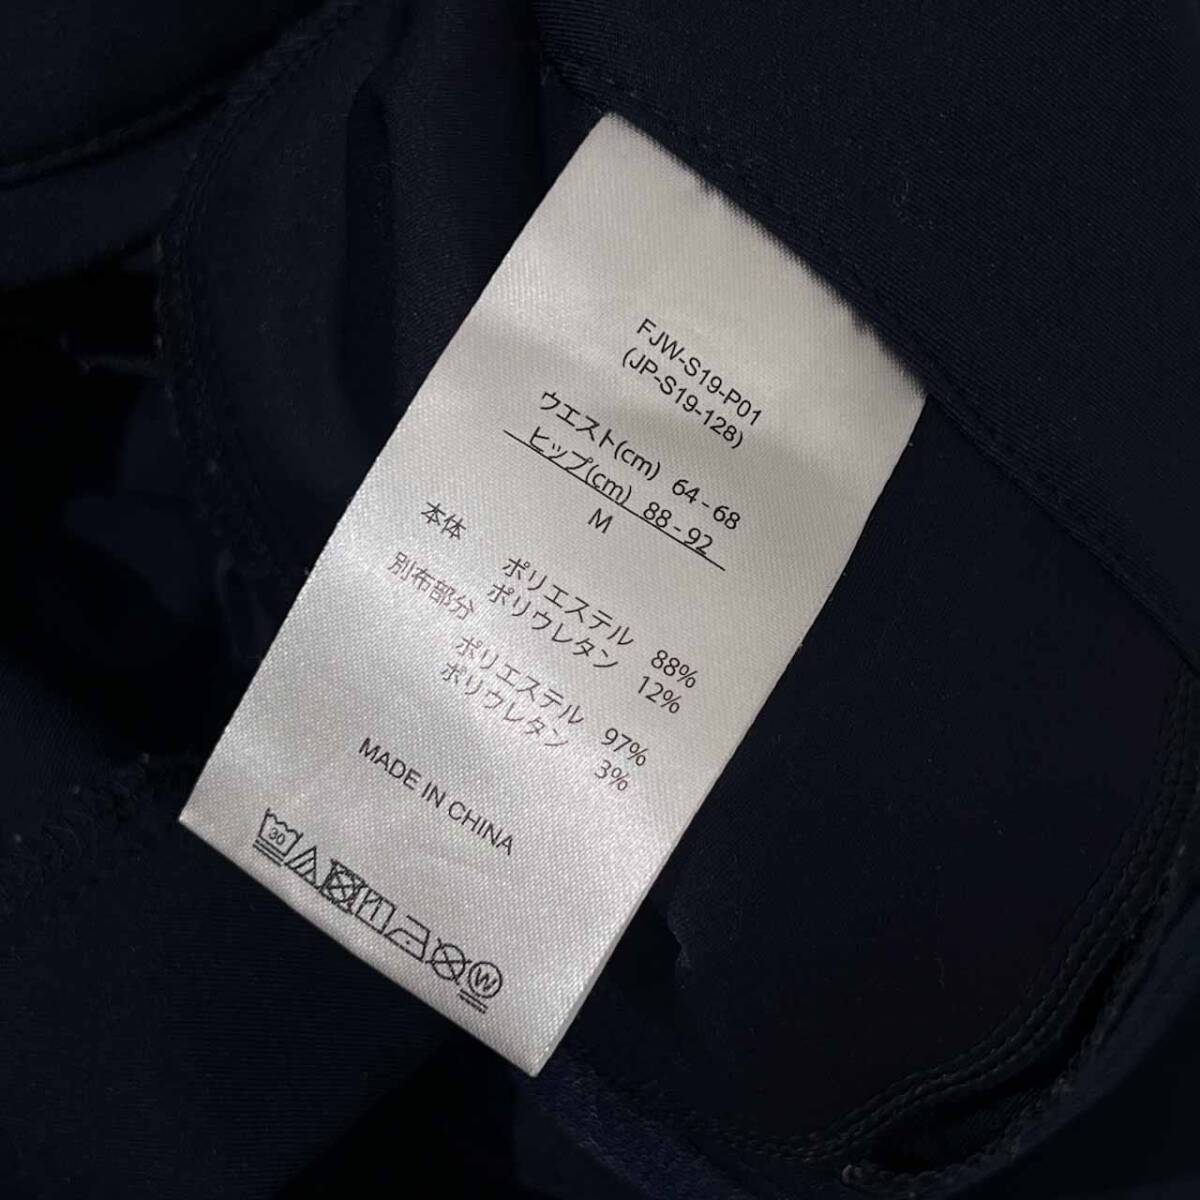 FJW-S19-P01
(JP-S19-128)
ウエスト(cm) 64-68
ヒップ(cm) 88-92
M
本体 ポリエステル 88%
ポリウレタン 12%
別布部分 ポリエステル 97%
ポリウレタン 3%
MADE IN CHINA
30 W